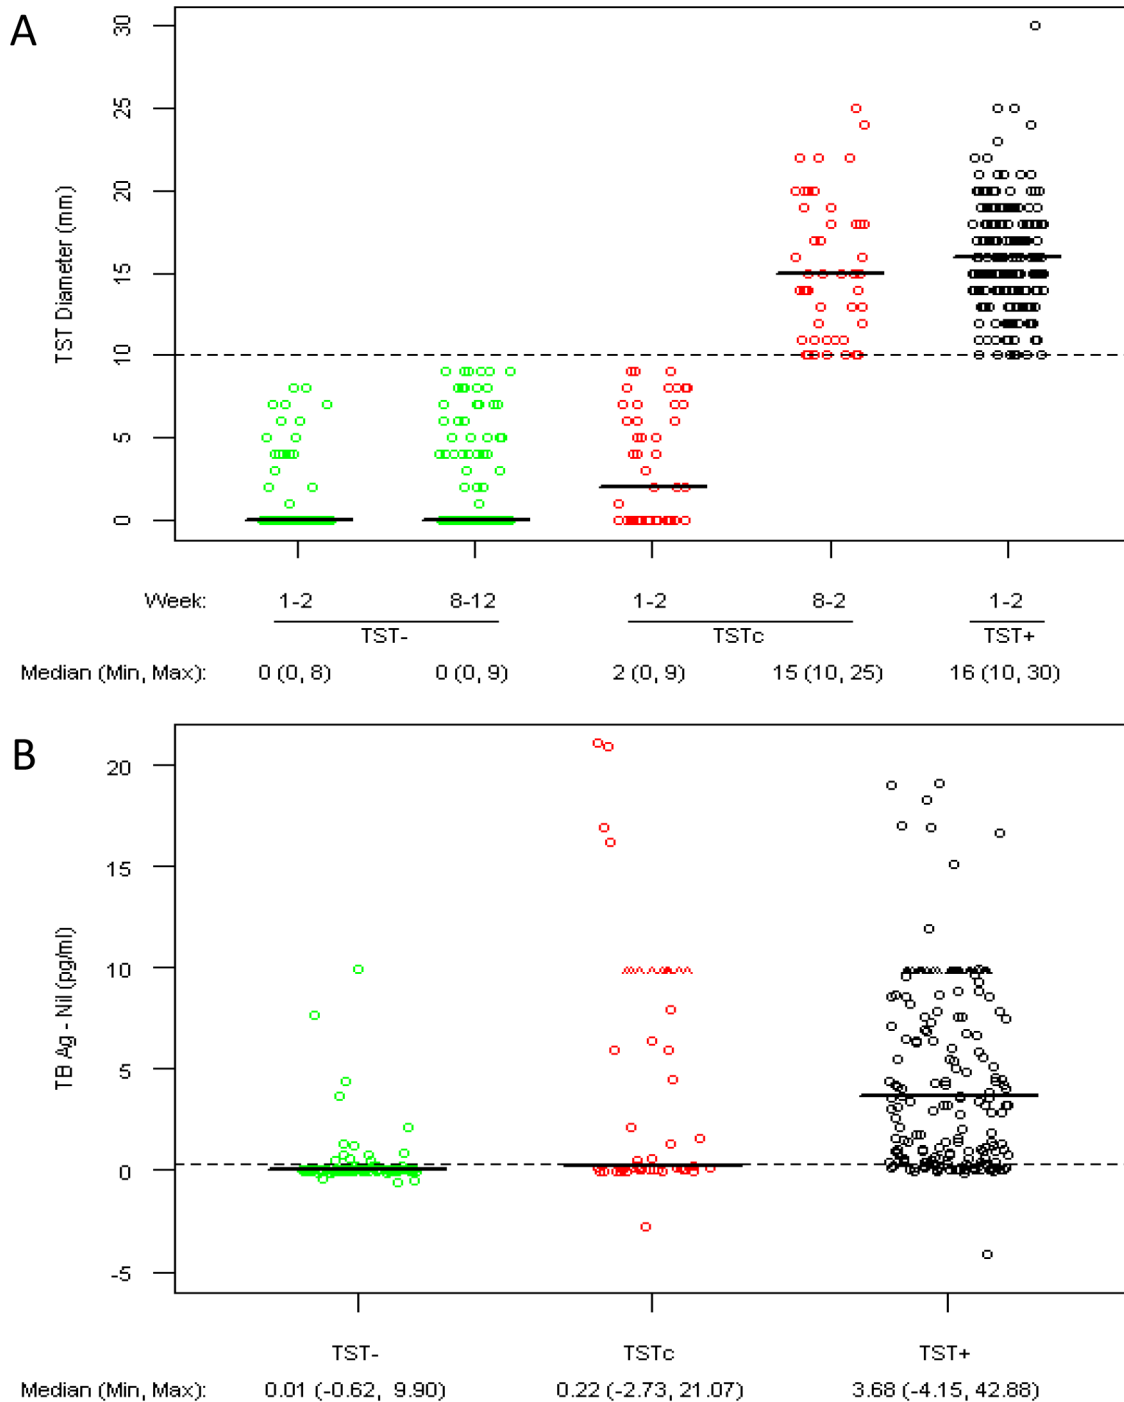 A
30
25
20
15
10
5
0
TST Diameter (mm)
Week: 1-2 8-12 1-2 8-2 1-2
TST- TSTc TST+
Median (Min, Max): 0 (0, 8) 0 (0, 9) 2 (0, 9) 15 (10, 25) 16 (10, 30)
B
20
15
10
5
0
-5
TB Ag - Nil (pg/ml)
TST- TSTc TST+
Median (Min, Max): 0.01 (-0.62, 9.90) 0.22 (-2.73, 21.07) 3.68 (-4.15, 42.88)